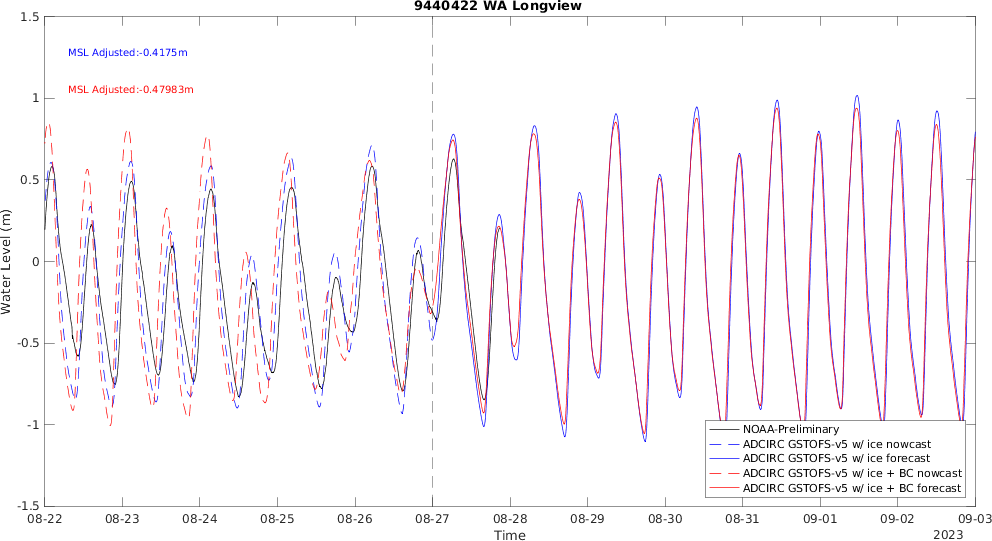 9440422 WA Longview
MSL Adjusted:-0.4175m
MSL Adjusted:-0.47983m
Water Level (m)
1.5
1
0.5
0
-0.5
-1
-1.5
NOAA-Preliminary
ADCIRC GSTOFS-v5 w/ ice nowcast
ADCIRC GSTOFS-v5 w/ ice forecast
ADCIRC GSTOFS-v5 w/ ice + BC nowcast
ADCIRC GSTOFS-v5 w/ ice + BC forecast
08-22 08-23 08-24 08-25 08-26 08-27 08-28 08-29 08-30 08-31 09-01 09-02 09-03
Time
2023